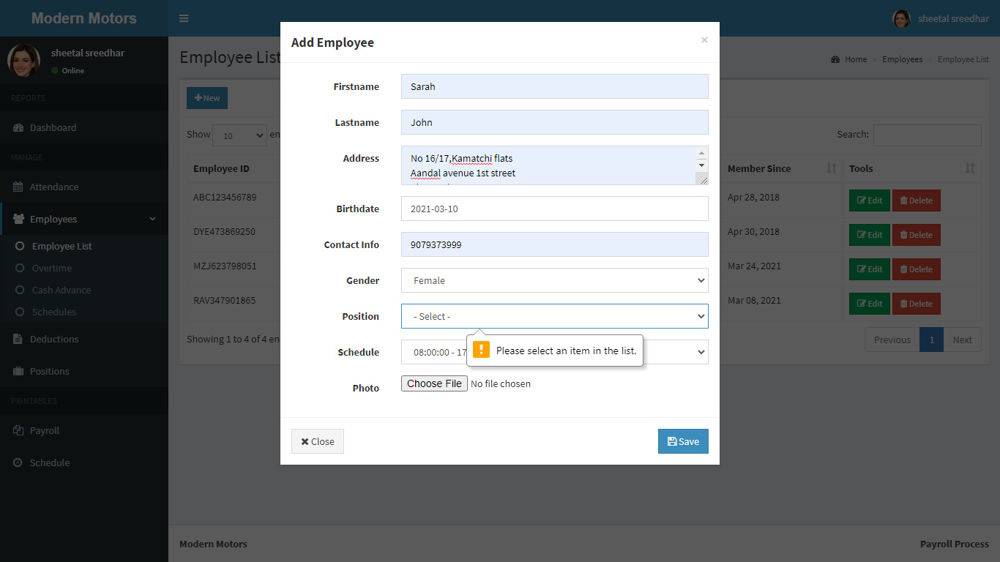 Modern Motors
sheetal sreedhar
Add Employee
×
sheetal sreedhar
Online
Employee List
Home > Employees > Employee List
REPORTS
Firstname Sarah
New
Dashboard
Lastname John
Show 10
Search:
MANAGE
Address No 16/17,Kamatchi flats
Aandal avenue 1st street
Employee ID Member Since Tools
Attendance
ABC123456789 Apr 28, 2018 Edit Delete
Birthdate 2021-03-10
Employees
DYE473869250 Apr 30, 2018 Edit Delete
Contact Info 9079373999
Employee List
Overtime
MZJ623798051 Mar 24, 2021 Edit Delete
Gender Female
Cash Advance
RAV347901865 Mar 08, 2021 Edit Delete
Schedules
Position - Select -
Deductions
Showing 1 to 4 of 4
Previous 1 Next
Please select an item in the list.
Schedule 08:00:00 - 17
Positions
Photo Choose File No file chosen
PRINTABLES
Payroll
Close Save
Schedule
Modern Motors Payroll Process